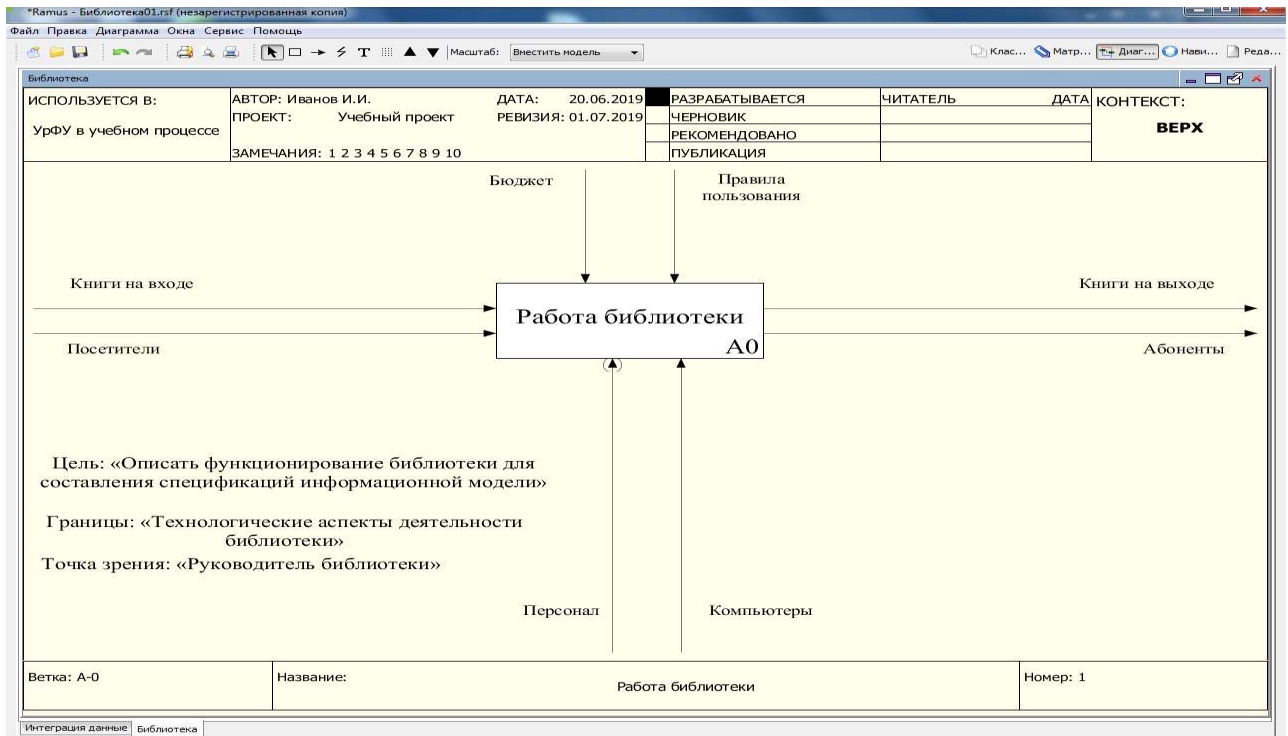 *Ramus - Библиотека01.rsf (незарегистрированная копия)
Файл Правка Диаграмма Окна Сервис Помощь
T Масштаб: Вместить модель Клас... Матр... Диаг... Нави... Реда...
Библиотека
ИСПОЛЬЗУЕТСЯ В:
УрФУ в учебном процессе
АВТОР: Иванов И.И.
ПРОЕКТ: Учебный проект
ЗАМЕЧАНИЯ: 1 2 3 4 5 6 7 8 9 10
ДАТА: 20.06.2019
РЕВИЗИЯ: 01.07.2019
РАЗРАБАТЫВАЕТСЯ
ЧЕРНОВИК
РЕКОМЕНДОВАНО
ПУБЛИКАЦИЯ
ЧИТАТЕЛЬ ДАТА
КОНТЕКСТ:
ВЕРХ
Бюджет
Правила
пользования
Книги на входе
Книги на выходе
Работа библиотеки
A0
Посетители
Абоненты
Цель: «Описать функционирование библиотеки для
составления спецификаций информационной модели»
Границы: «Технологические аспекты деятельности
библиотеки»
Точка зрения: «Руководитель библиотеки»
Персонал
Компьютеры
Ветка: A-0
Название:
Работа библиотеки
Номер: 1
Интеграция данные Библиотека